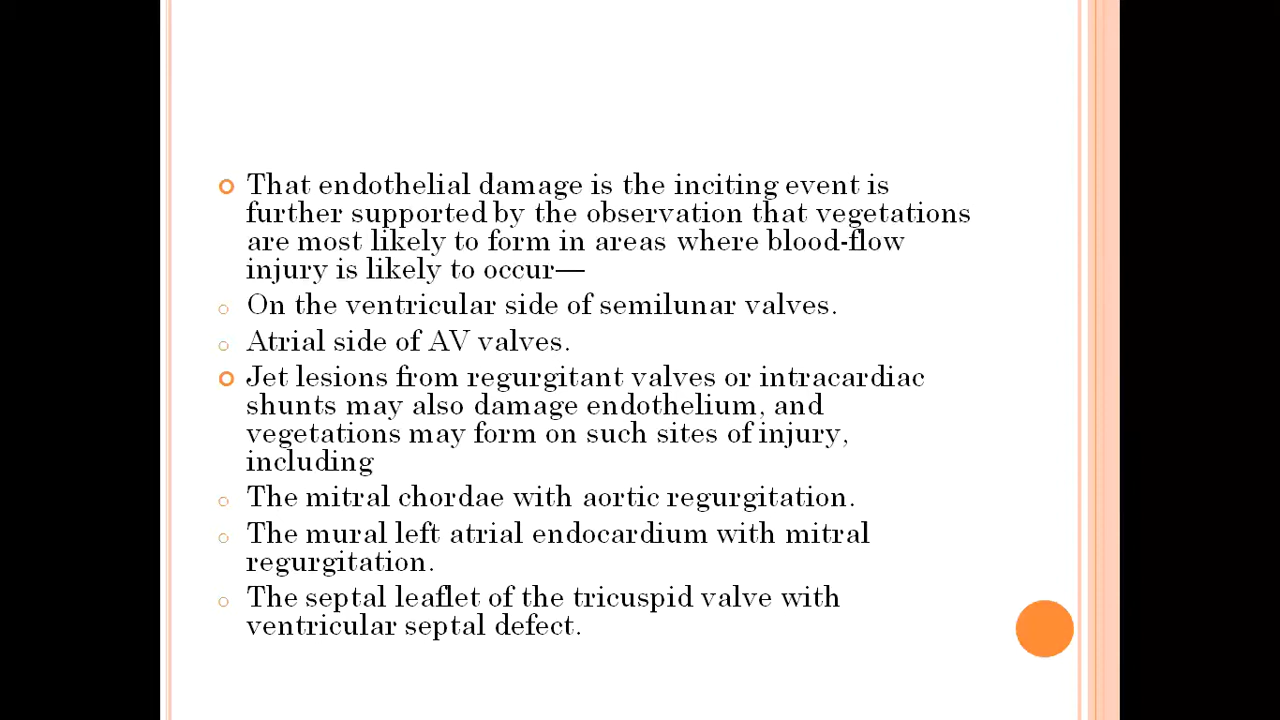 That endothelial damage is the inciting event is
further supported by the observation that vegetations
are most likely to form in areas where blood-flow
injury is likely to occur—
On the ventricular side of semilunar valves.
Atrial side of AV valves.
Jet lesions from regurgitant valves or intracardiac
shunts may also damage endothelium, and
vegetations may form on such sites of injury,
including
The mitral chordae with aortic regurgitation.
The mural left atrial endocardium with mitral
regurgitation.
The septal leaflet of the tricuspid valve with
ventricular septal defect.